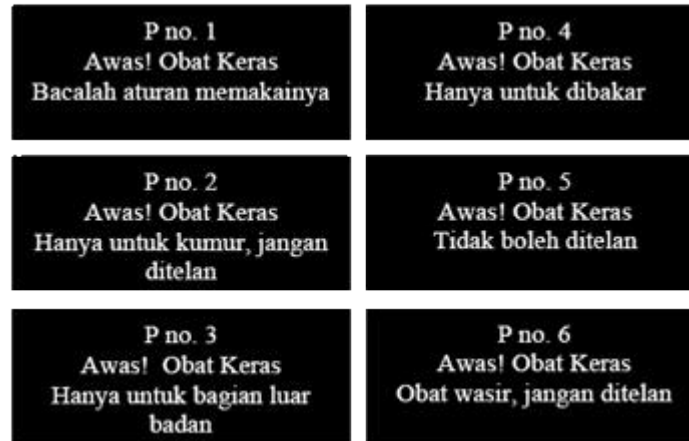 P no. 1
Awas! Obat Keras
Bacalah aturan memakainya
P no. 2
Awas! Obat Keras
Hanya untuk kumur, jangan
ditelan
P no. 3
Awas! Obat Keras
Hanya untuk bagian luar
badan
P no. 4
Awas! Obat Keras
Hanya untuk dibakar
P no. 5
Awas! Obat Keras
Tidak boleh ditelan
P no. 6
Awas! Obat Keras
Obat wasir, jangan ditelan